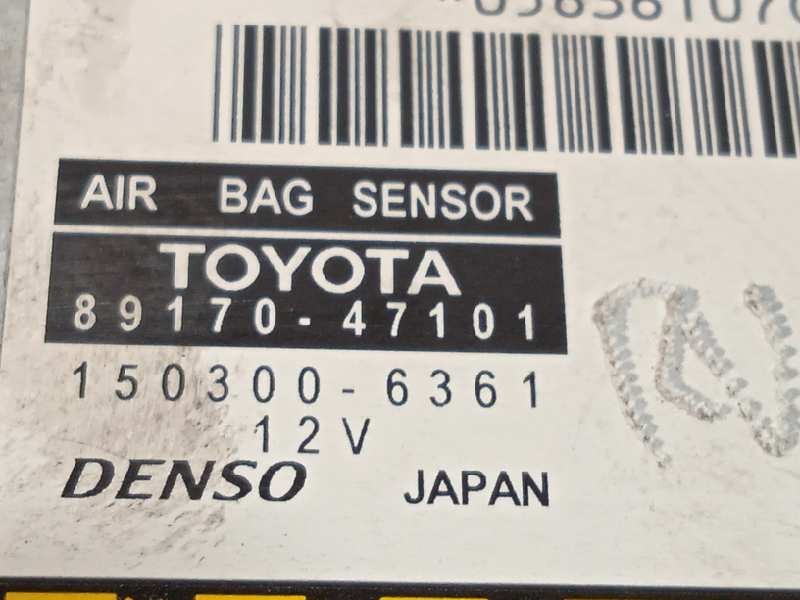 AIR BAG SENSOR
TOYOTA
89170-47101
150300-6361
12V
DENSO JAPAN